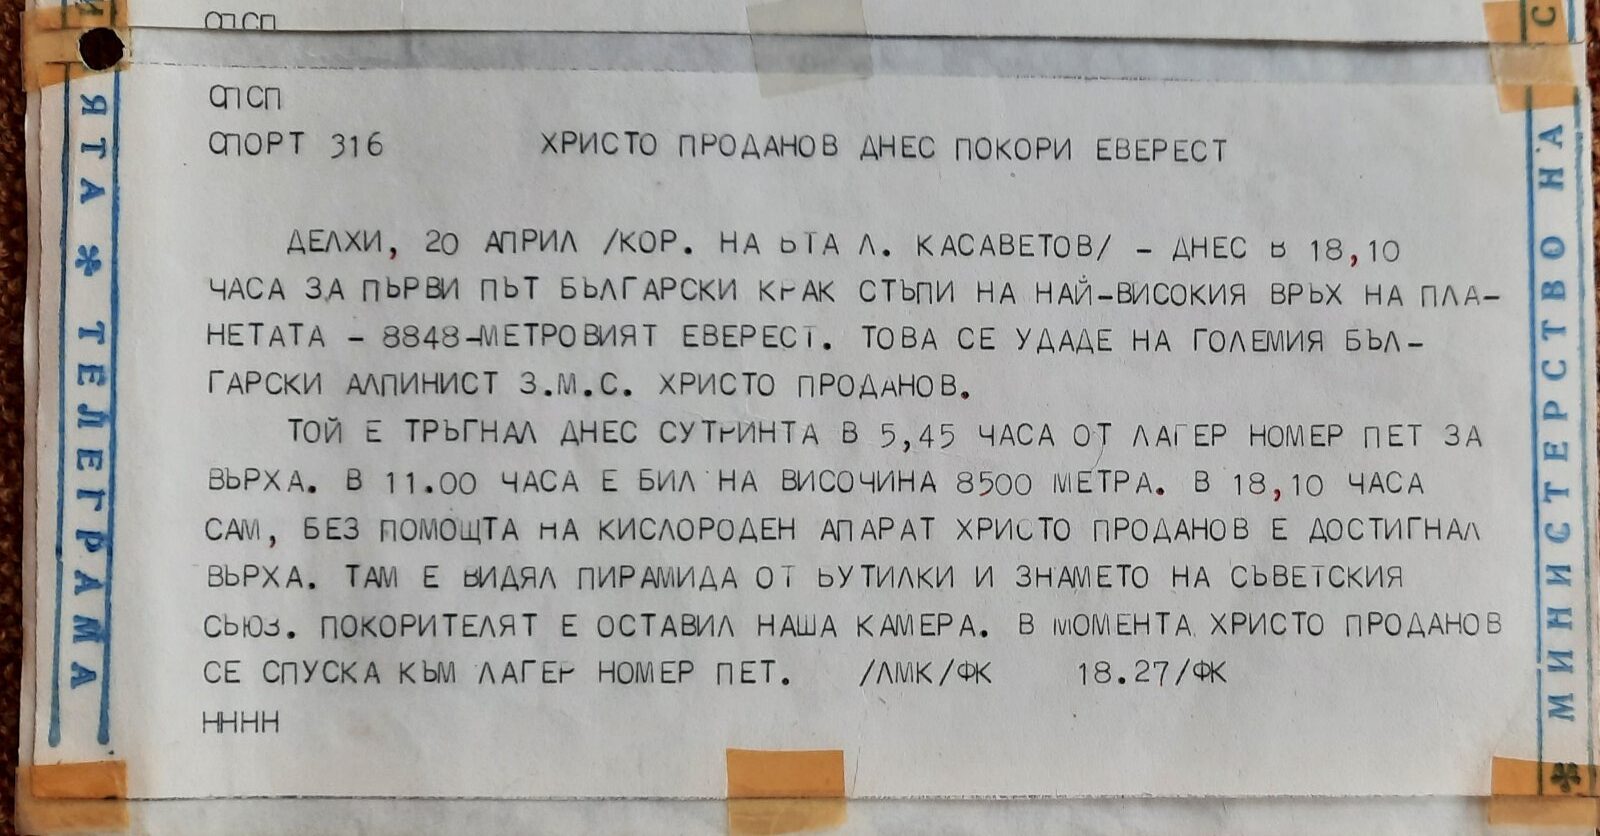 СПСП
СПСП
СПОРТ 316 ХРИСТО ПРОДАНОВ ДНЕС ПОКОРИ ЕВЕРЕСТ
ДЕЛХИ, 20 АПРИЛ /КОР. НА БТА Л. КАСАВЕТОВ/ - ДНЕС В 18,10
ЧАСА ЗА ПЪРВИ ПЪТ БЪЛГАРСКИ КРАК СТЪПИ НА НАЙ-ВИСОКИЯ ВРЪХ НА ПЛА-
НЕТАТА - 8848-МЕТРОВИЯТ ЕВЕРЕСТ. ТОВА СЕ УДАДЕ НА ГОЛЕМИЯ БЪЛ-
ГАРСКИ АЛПИНИСТ З.М.С. ХРИСТО ПРОДАНОВ.
ТОЙ Е ТРЪГНАЛ ДНЕС СУТРИНТА В 5,45 ЧАСА ОТ ЛАГЕР НОМЕР ПЕТ ЗА
ВЪРХА. В 11.00 ЧАСА Е БИЛ НА ВИСОЧИНА 8500 МЕТРА. В 18,10 ЧАСА
САМ, БЕЗ ПОМОЩТА НА КИСЛОРОДЕН АПАРАТ ХРИСТО ПРОДАНОВ Е ДОСТИГНАЛ
ВЪРХА. ТАМ Е ВИДЯЛ ПИРАМИДА ОТ БУТИЛКИ И ЗНАМЕТО НА СЪВЕТСКИЯ
СЪЮЗ. ПОКОРИТЕЛЯТ Е ОСТАВИЛ НАША КАМЕРА. В МОМЕНТА ХРИСТО ПРОДАНОВ
СЕ СПУСКА КЪМ ЛАГЕР НОМЕР ПЕТ. /ЛМК/ФК 18.27/ФК
НННН
ЯТА * ТЕЛЕГРАМА
* МИНИСТЕРСТВО НА С